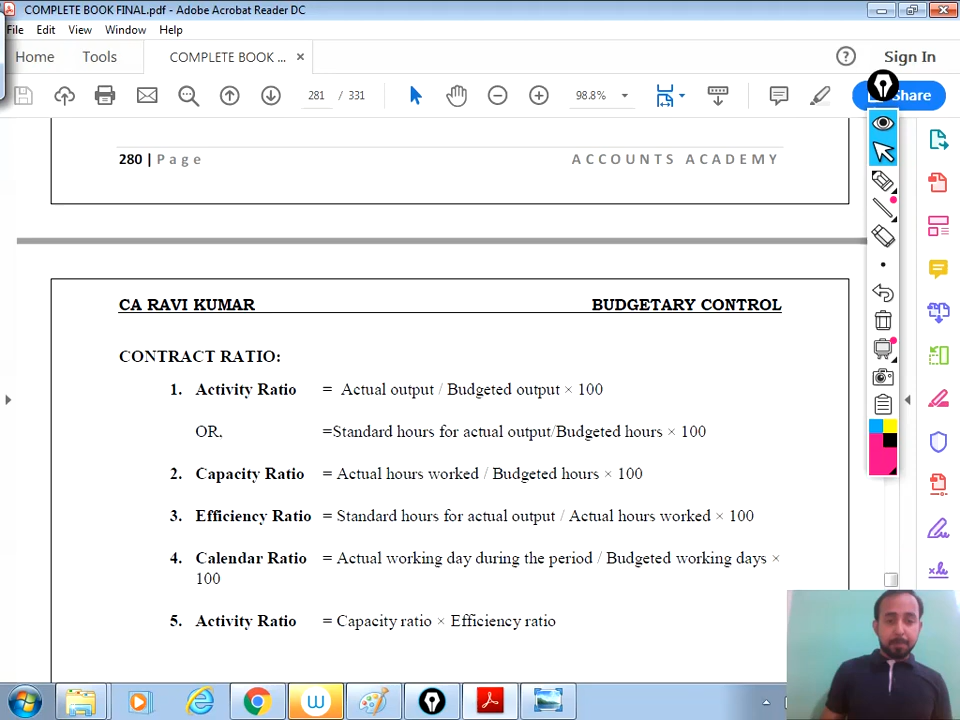 COMPLETE BOOK FINAL.pdf - Adobe Acrobat Reader DC
File Edit View Window Help
Home Tools COMPLETE BOOK ... × Sign In
281 / 331 98.8% Share
280 | Page ACCOUNTS ACADEMY
CA RAVI KUMAR BUDGETARY CONTROL
CONTRACT RATIO:
1. Activity Ratio = Actual output / Budgeted output × 100
OR, =Standard hours for actual output/Budgeted hours × 100
2. Capacity Ratio = Actual hours worked / Budgeted hours × 100
3. Efficiency Ratio = Standard hours for actual output / Actual hours worked × 100
4. Calendar Ratio = Actual working day during the period / Budgeted working days ×
100
5. Activity Ratio = Capacity ratio × Efficiency ratio